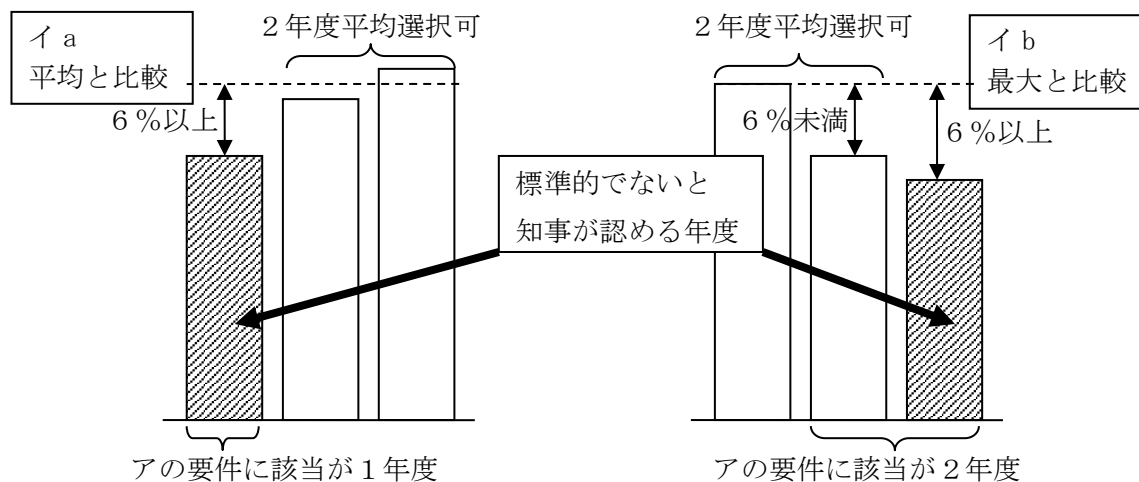 イａ
平均と比較
２年度平均選択可
６％以上
アの要件に該当が１年度
標準的でないと
知事が認める年度
２年度平均選択可
イｂ
最大と比較
６％未満
６％以上
アの要件に該当が２年度